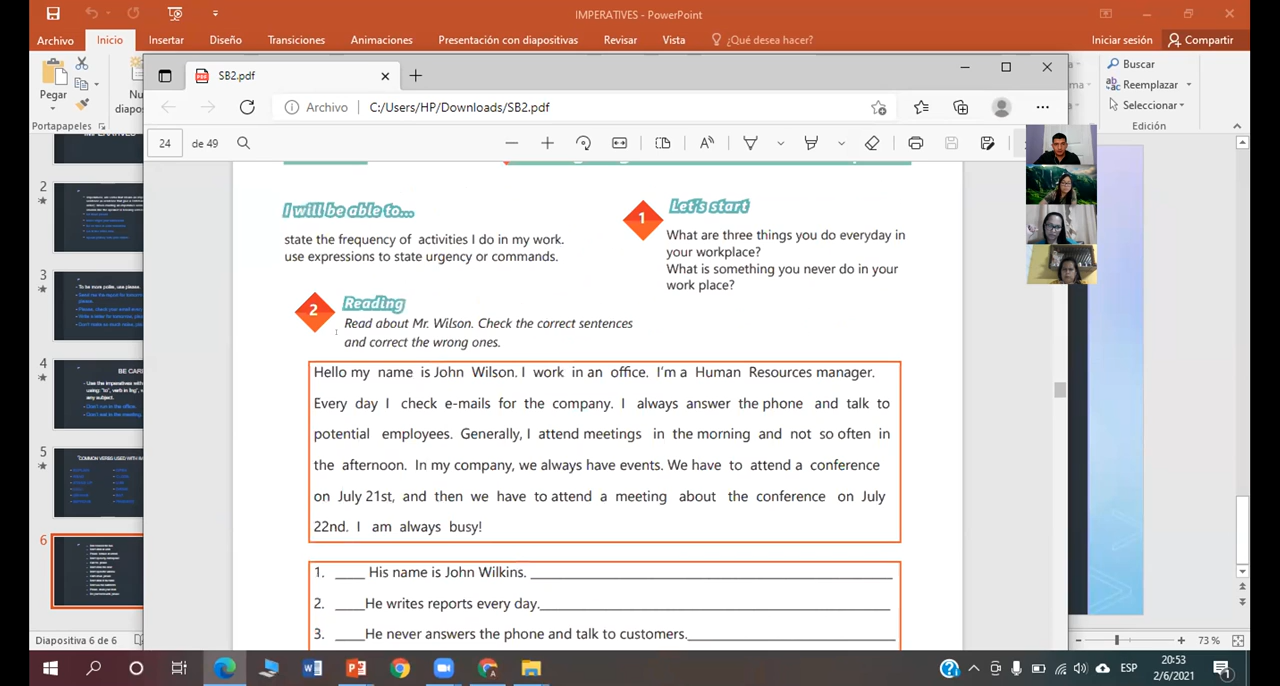 IMPERATIVES - PowerPoint
Archivo Inicio Insertar Diseño Transiciones Animaciones Presentación con diapositivas Revisar Vista ¿Qué desea hacer? Iniciar sesión Compartir
Pegar
Portapapeles
Buscar
Reemplazar
Seleccionar
Edición
SB2.pdf
Archivo C:/Users/HP/Downloads/SB2.pdf
24 de 49
I will be able to...
state the frequency of activities I do in my work.
use expressions to state urgency or commands.
1 Let's start
What are three things you do everyday in
your workplace?
What is something you never do in your
work place?
2 Reading
Read about Mr. Wilson. Check the correct sentences
and correct the wrong ones.
Hello my name is John Wilson. I work in an office. I'm a Human Resources manager.
Every day I check e-mails for the company. I always answer the phone and talk to
potential employees. Generally, I attend meetings in the morning and not so often in
the afternoon. In my company, we always have events. We have to attend a conference
on July 21st, and then we have to attend a meeting about the conference on July
22nd. I am always busy!
1. ____ His name is John Wilkins. ____
2. ____He writes reports every day.____
3. ____He never answers the phone and talk to customers.____
2
3
4
5
6
Diapositiva 6 de 6
73 %
ESP
20:53
2/6/2021